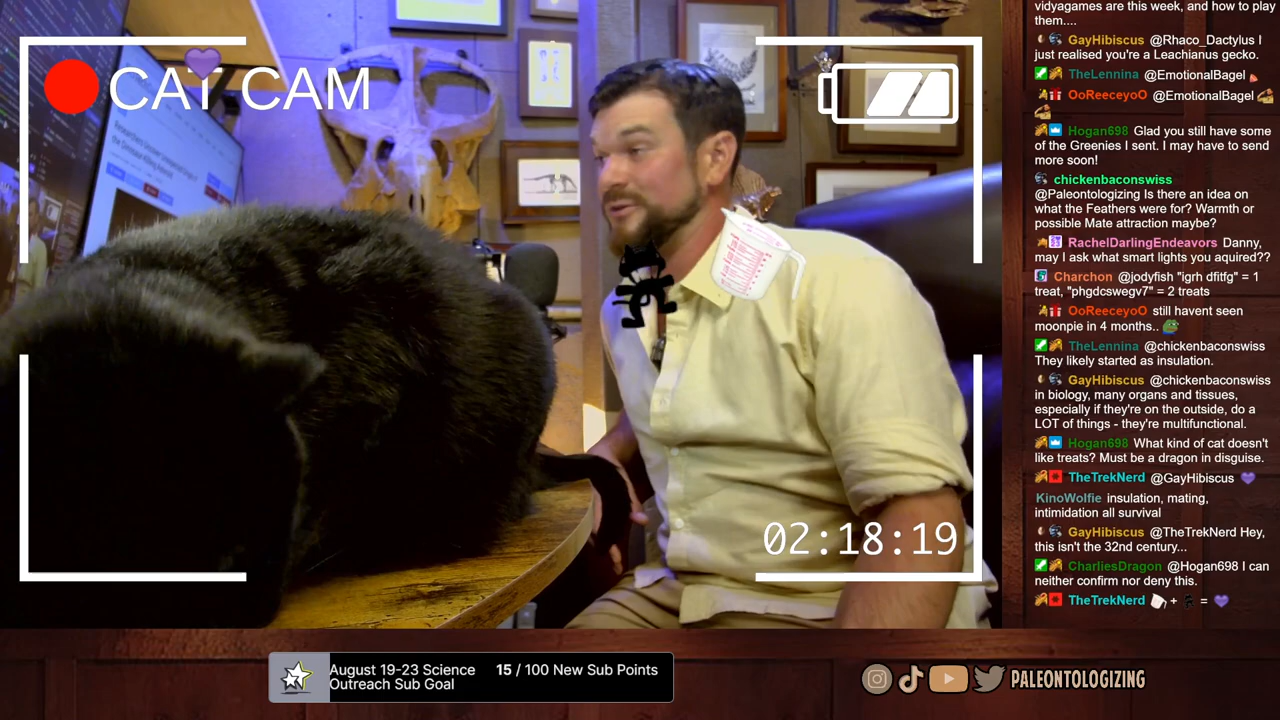 CAT CAM
02:18:19
vidyagames are this week, and how to play
them....
GayHibiscus @Rhaco_Dactylus I
just realised you're a Leachianus gecko.
TheLennina @EmotionalBagel
OoReeceyoO @EmotionalBagel
Hogan698 Glad you still have some
of the Greenies I sent. I may have to send
more soon!
chickenbaconswiss
@Paleontologizing Is there an idea on
what the Feathers were for? Warmth or
possible Mate attraction maybe?
RachelDarlingEndeavors Danny,
may I ask what smart lights you aquired??
Charchon @jodyfish "igrh dfitfg" = 1
treat, "phgdcswegv7" = 2 treats
OoReeceyoO still havent seen
moonpie in 4 months..
TheLennina @chickenbaconswiss
They likely started as insulation.
GayHibiscus @chickenbaconswiss
in biology, many organs and tissues,
especially if they're on the outside, do a
LOT of things - they're multifunctional.
Hogan698 What kind of cat doesn't
like treats? Must be a dragon in disguise.
TheTrekNerd @GayHibiscus
KinoWolfie insulation, mating,
intimidation all survival
GayHibiscus @TheTrekNerd Hey,
this isn't the 32nd century...
CharliesDragon @Hogan698 I can
neither confirm nor deny this.
TheTrekNerd + =
August 19-23 Science
Outreach Sub Goal
15 / 100 New Sub Points
PALEONTOLOGIZING